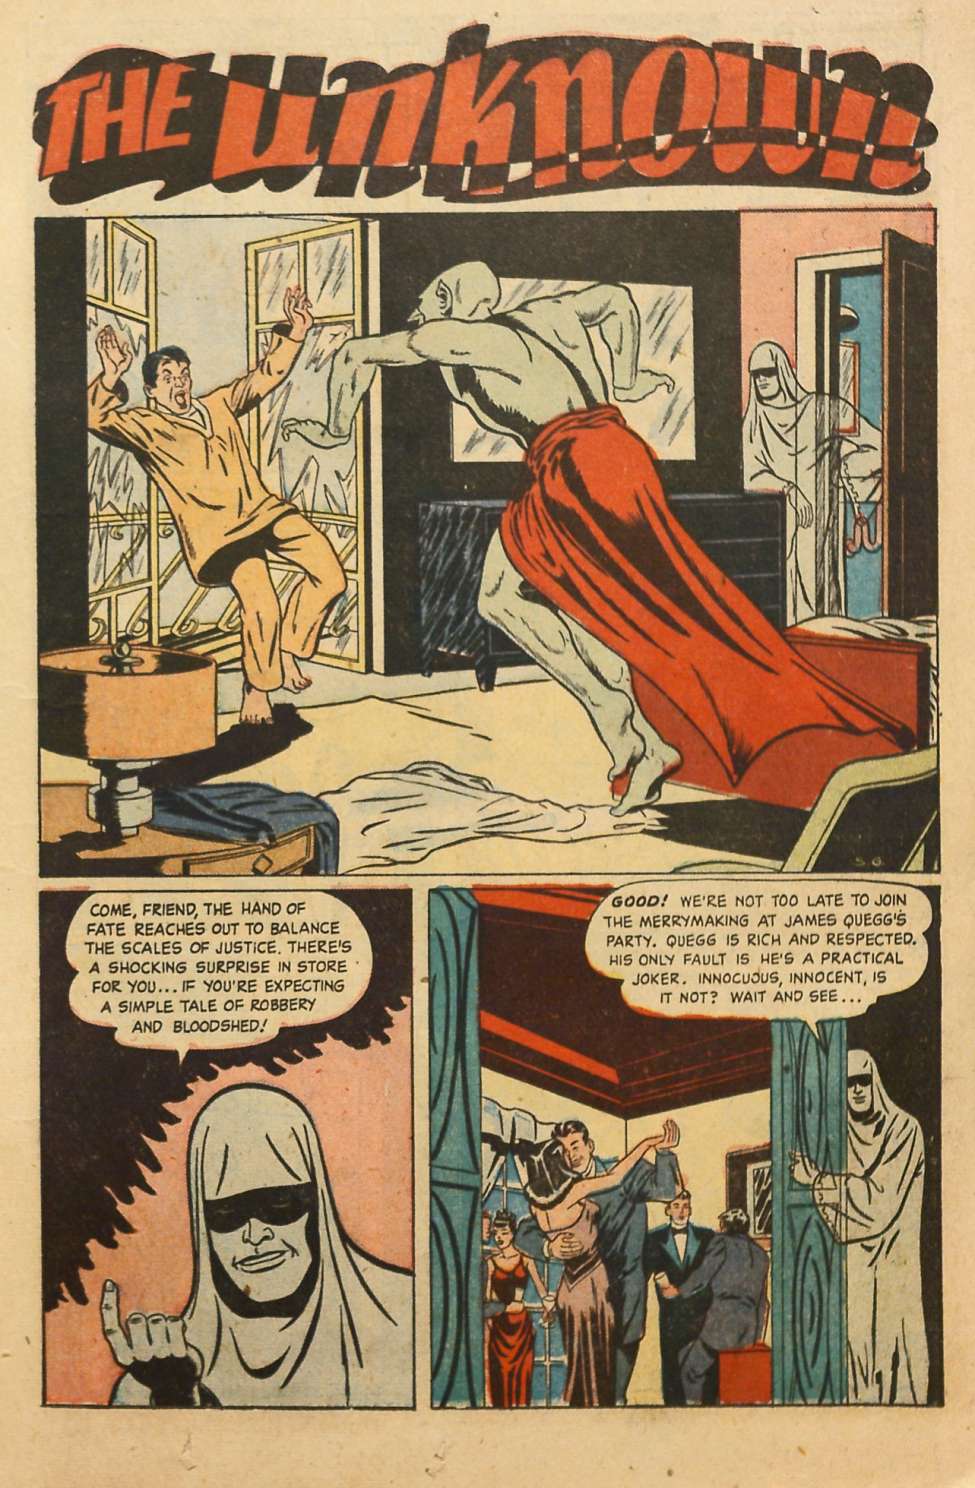 THE unknown
S. G.
COME, FRIEND, THE HAND OF
FATE REACHES OUT TO BALANCE
THE SCALES OF JUSTICE. THERE'S
A SHOCKING SURPRISE IN STORE
FOR YOU... IF YOU'RE EXPECTING
A SIMPLE TALE OF ROBBERY
AND BLOODSHED!
GOOD! WE'RE NOT TOO LATE TO JOIN
THE MERRYMAKING AT JAMES QUEGG'S
PARTY. QUEGG IS RICH AND RESPECTED.
HIS ONLY FAULT IS HE'S A PRACTICAL
JOKER. INNOCUOUS, INNOCENT, IS
IT NOT? WAIT AND SEE...